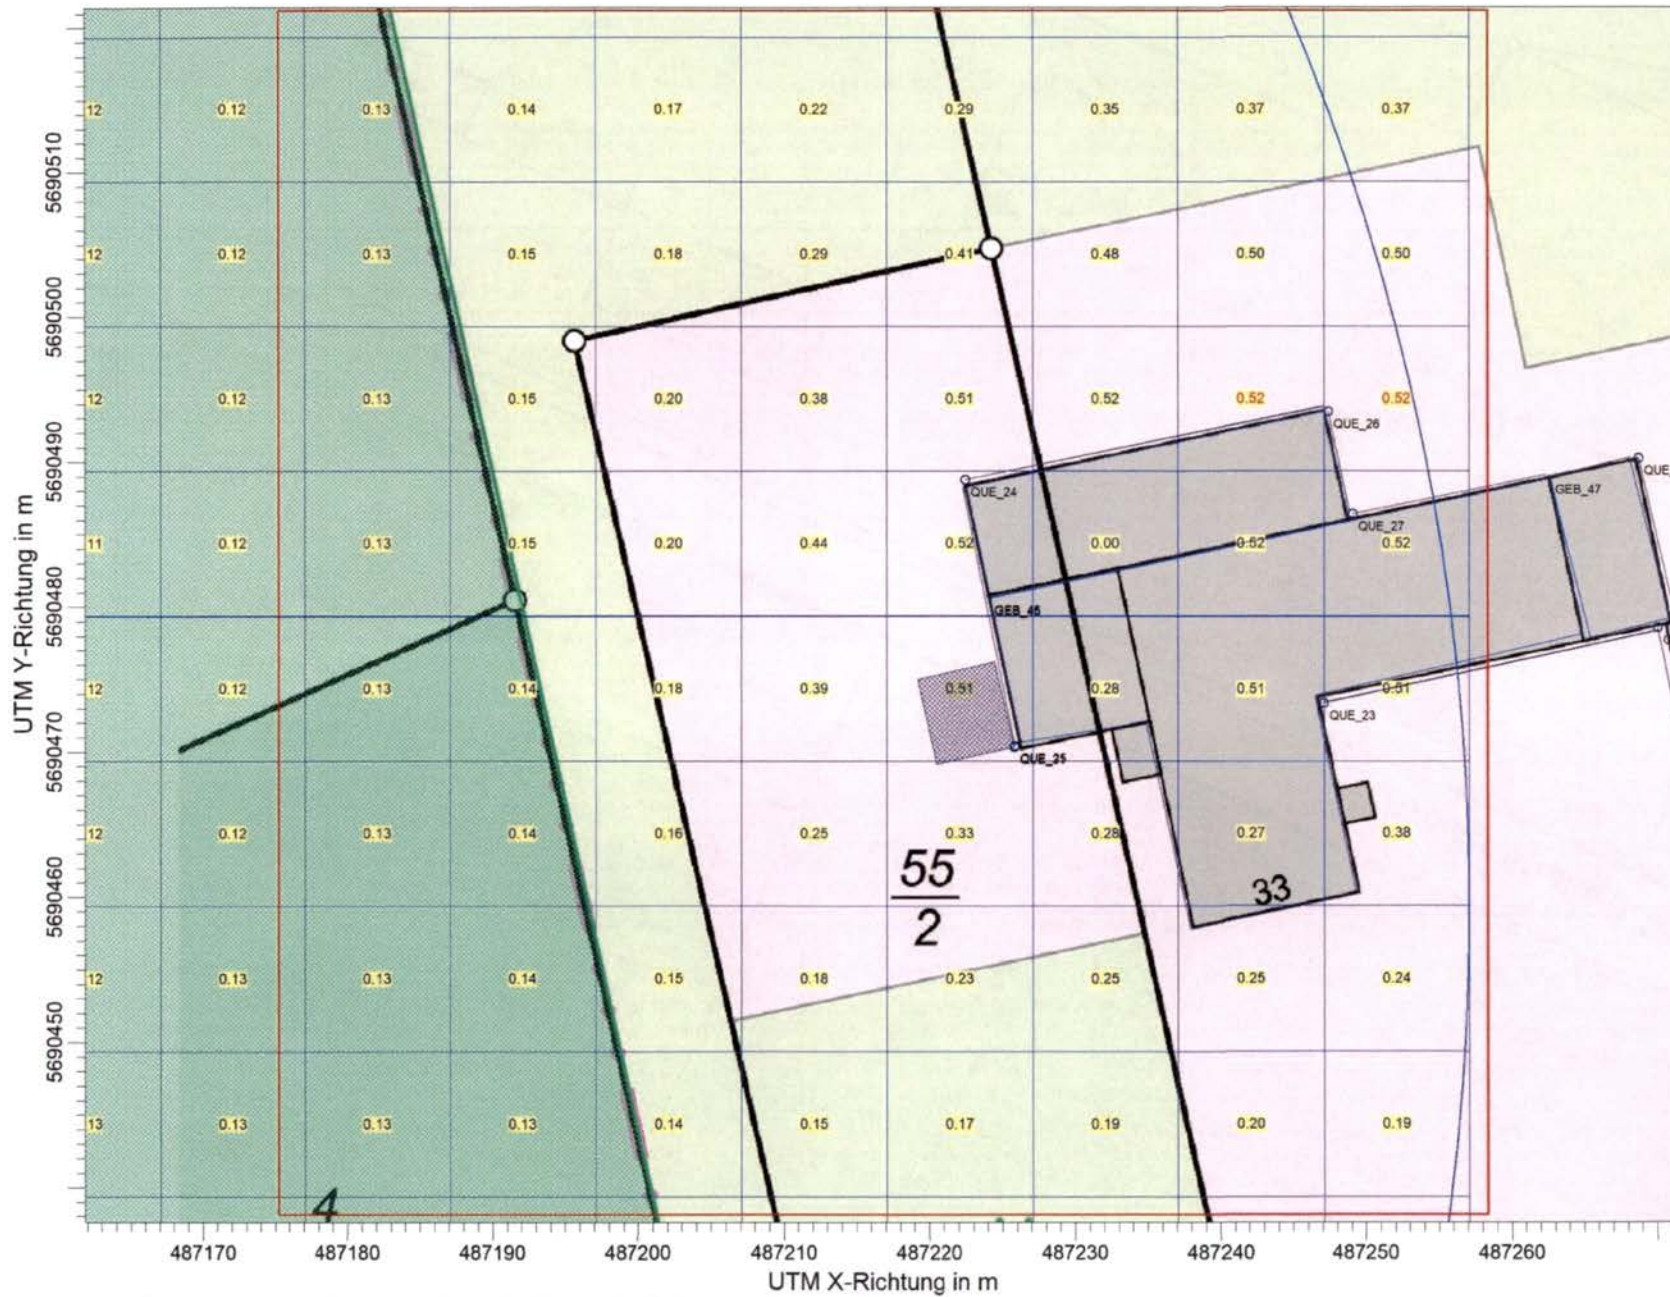 12 0.12 0.13 0.14 0.17 0.22 0.29 0.35 0.37 0.37
5690510
12 0.12 0.13 0.15 0.18 0.29 0.41 0.48 0.50 0.50
5690500
12 0.12 0.13 0.15 0.20 0.38 0.51 0.52 0.52 0.52
QUE_26
5690490
QUE_24
GEB_47
QUE_
QUE_27
11 0.12 0.13 0.15 0.20 0.44 0.52 0.00 0.52 0.52
5690480
GEB_45
UTM Y-Richtung in m
12 0.12 0.13 0.14 0.18 0.39 0.51 0.28 0.51 0.51
QUE_23
5690470
QUE_25
12 0.12 0.13 0.14 0.16 0.25 0.33 0.28 0.27 0.38
55
2
33
5690460
12 0.13 0.13 0.14 0.15 0.18 0.23 0.25 0.25 0.24
5690450
13 0.13 0.13 0.13 0.14 0.15 0.17 0.19 0.20 0.19
4
487170 487180 487190 487200 487210 487220 487230 487240 487250 487260
UTM X-Richtung in m